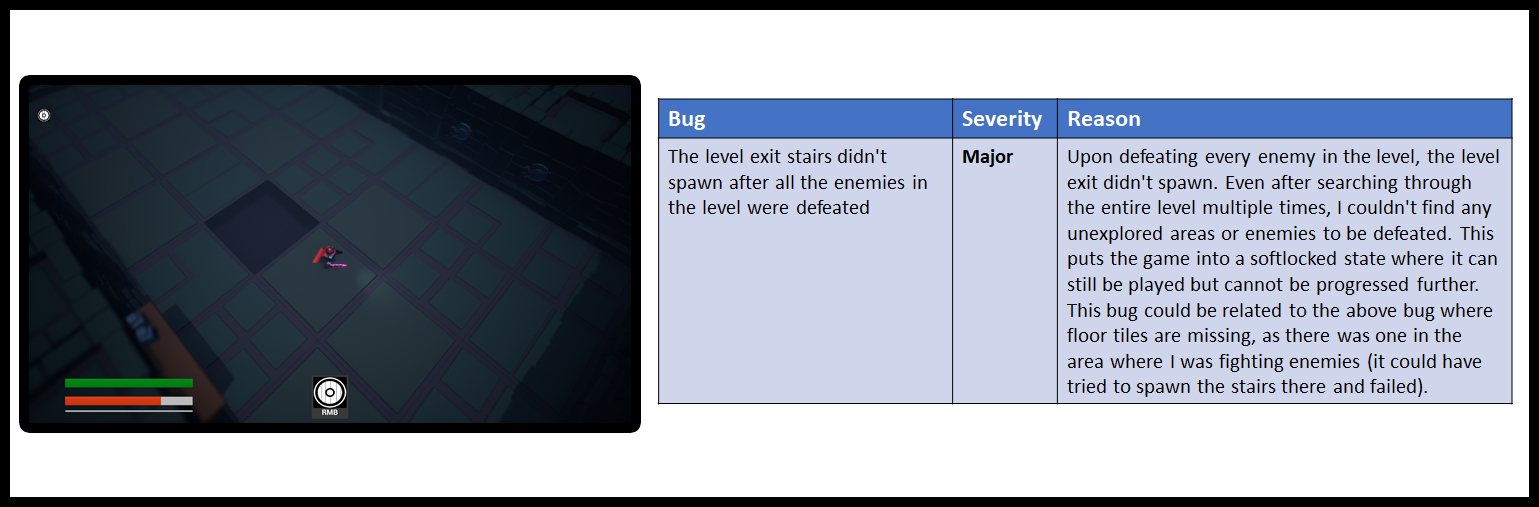 RMB
Bug
Severity
Reason
The level exit stairs didn't
spawn after all the enemies in
the level were defeated
Major
Upon defeating every enemy in the level, the level
exit didn't spawn. Even after searching through
the entire level multiple times, I couldn't find any
unexplored areas or enemies to be defeated. This
puts the game into a softlocked state where it can
still be played but cannot be progressed further.
This bug could be related to the above bug where
floor tiles are missing, as there was one in the
area where I was fighting enemies (it could have
tried to spawn the stairs there and failed).